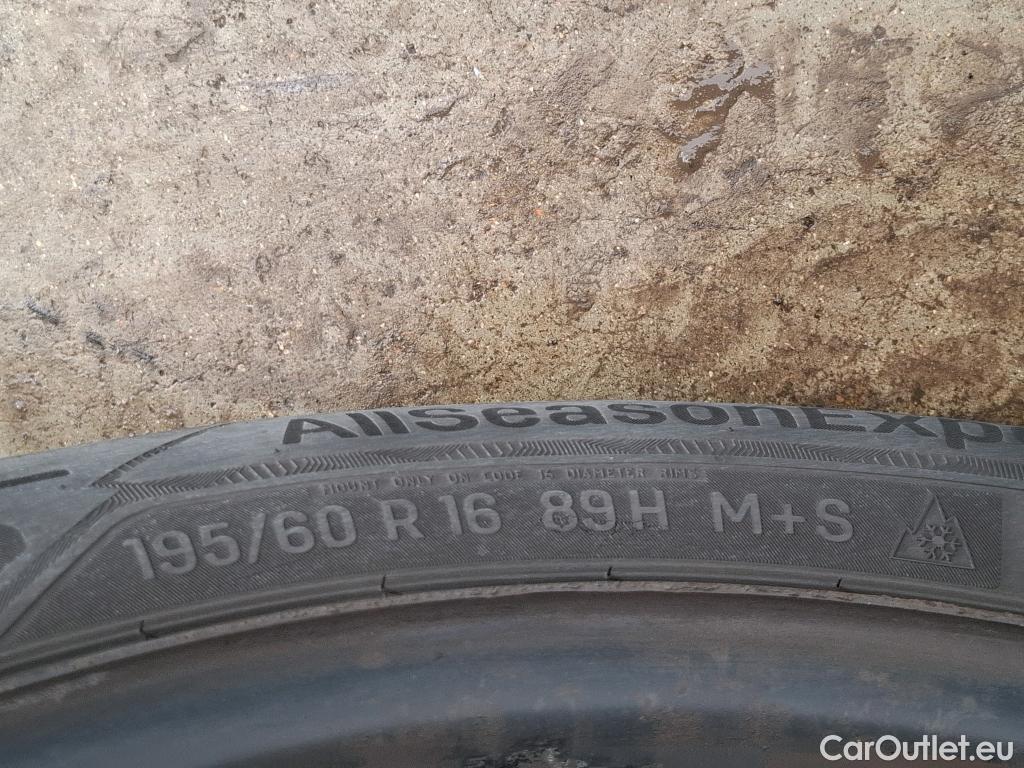 AllSeasonExp
MOUNT ONLY ON CODE 16 DIAMETER RIMS
195/60 R 16 89H M+S
CarOutlet.eu